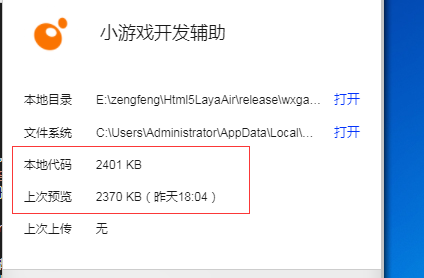 小游戏开发辅助
本地目录 E:\zengfeng\Html5LayaAir\release\wxga... 打开
文件系统 C:\Users\Administrator\AppData\Local\... 打开
本地代码 2401 KB
上次预览 2370 KB（昨天18:04）
上次上传 无